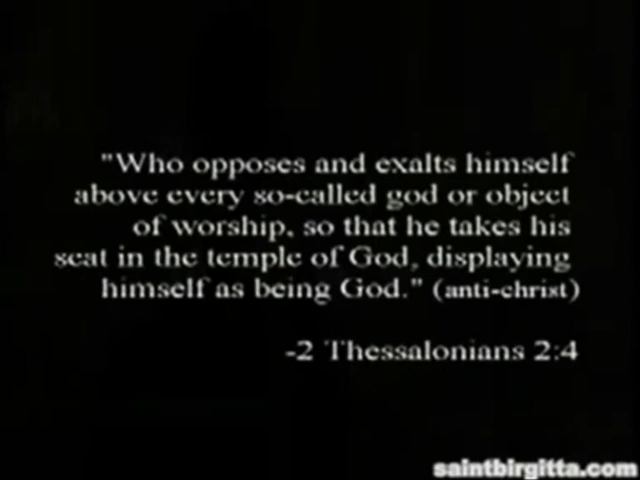 "Who opposes and exalts himself
above every so-called god or object
of worship, so that he takes his
seat in the temple of God, displaying
himself as being God." (anti-christ)
-2 Thessalonians 2:4
saintbirgitta.com